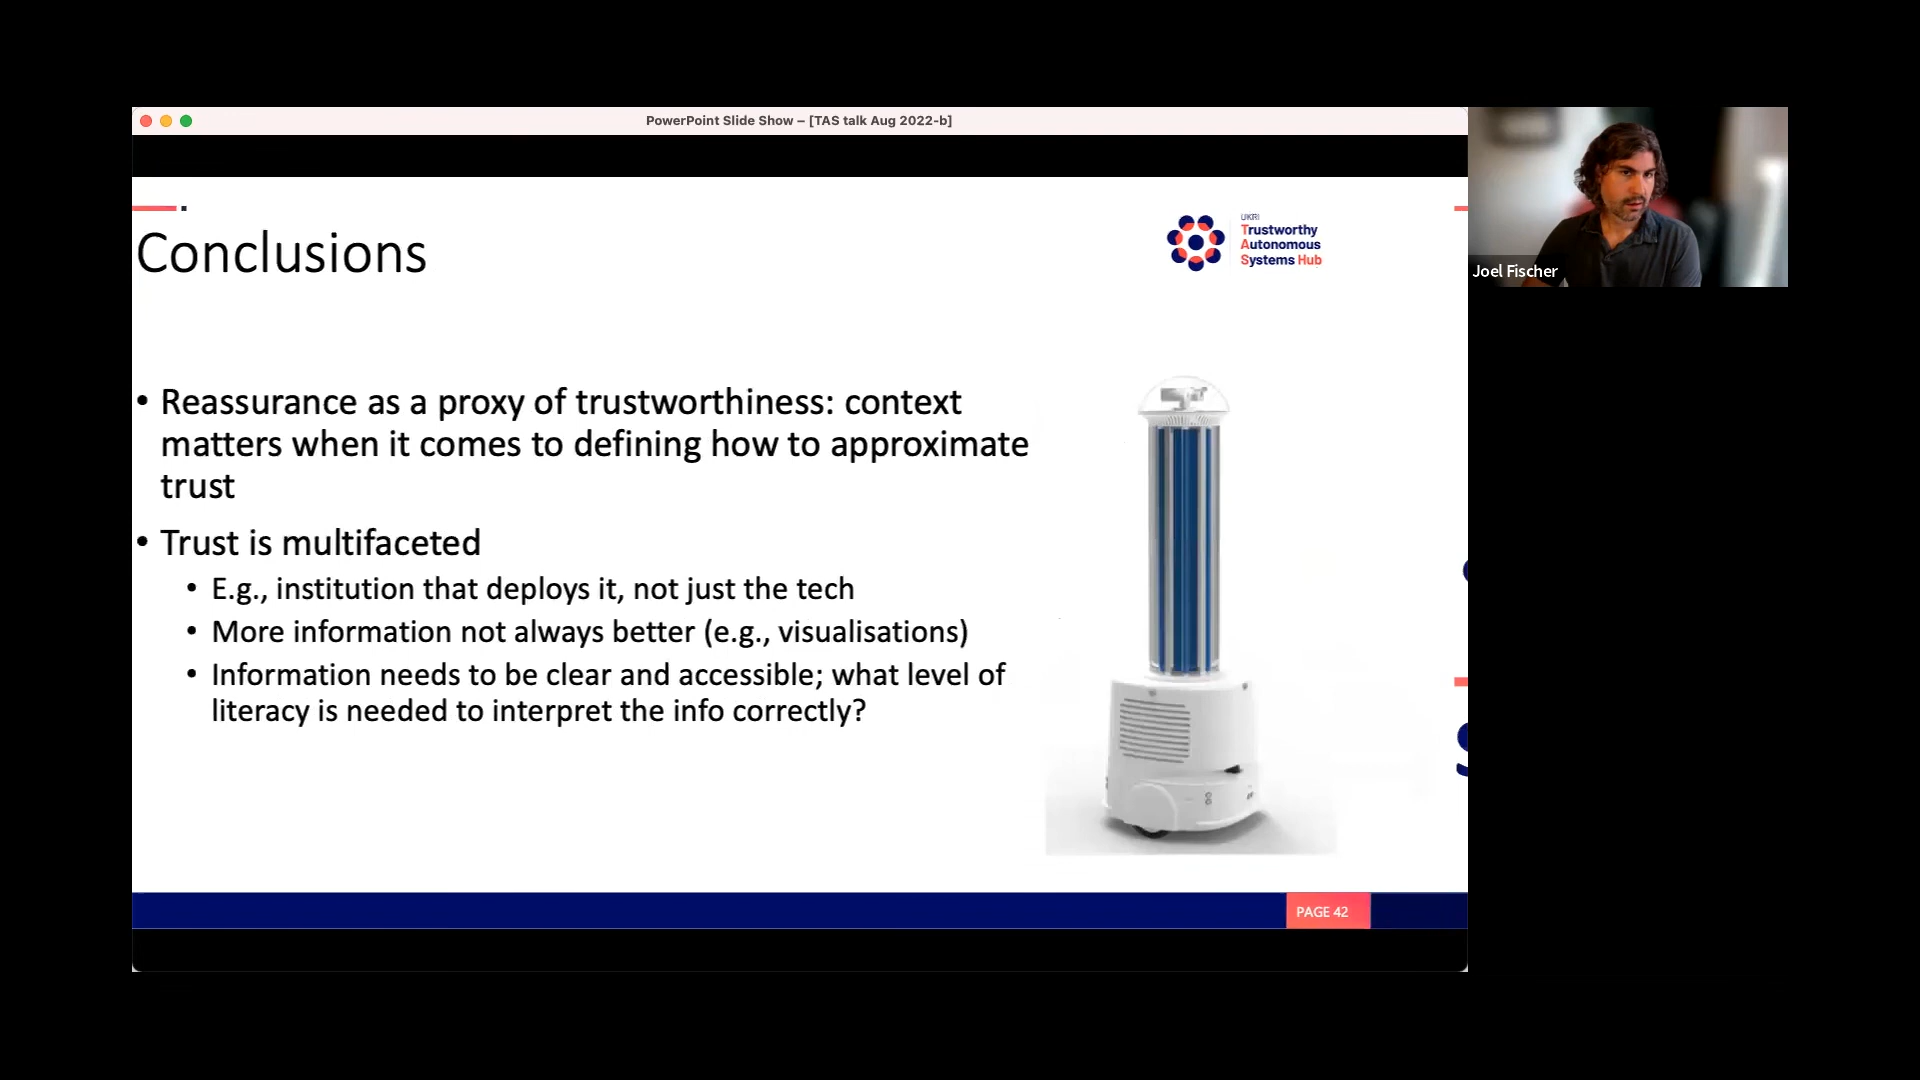 PowerPoint Slide Show – [TAS talk Aug 2022-b]
Conclusions
UKRI
Trustworthy
Autonomous
Systems Hub
Joel Fischer
• Reassurance as a proxy of trustworthiness: context
matters when it comes to defining how to approximate
trust
• Trust is multifaceted
• E.g., institution that deploys it, not just the tech
• More information not always better (e.g., visualisations)
• Information needs to be clear and accessible; what level of
literacy is needed to interpret the info correctly?
PAGE 42